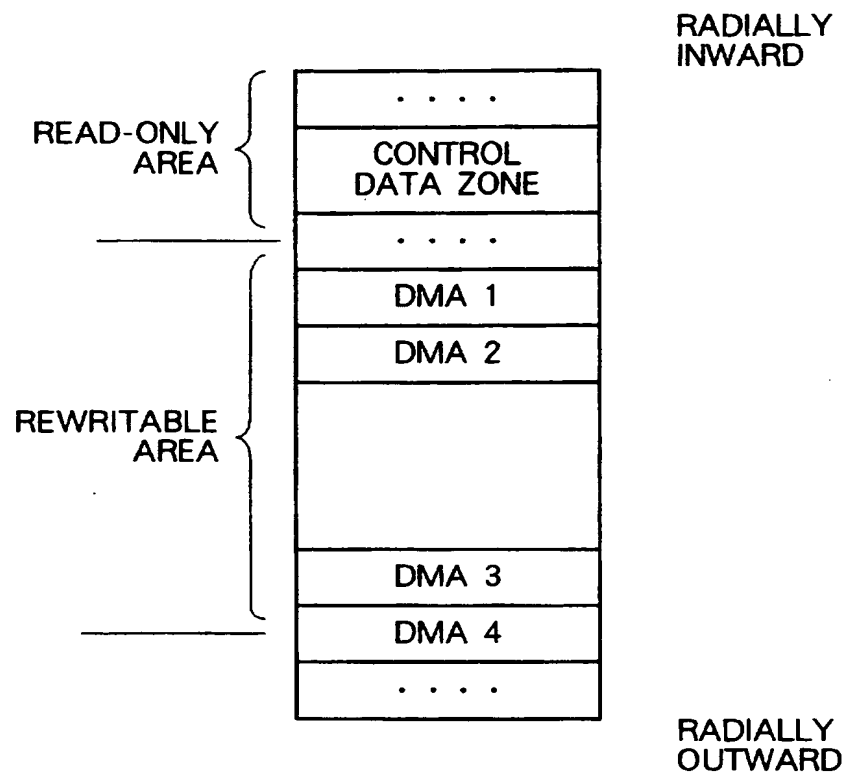 RADIALLY
INWARD
. . . .
READ-ONLY
AREA
CONTROL
DATA ZONE
. . . .
DMA 1
DMA 2
REWRITABLE
AREA
DMA 3
DMA 4
. . . .
RADIALLY
OUTWARD